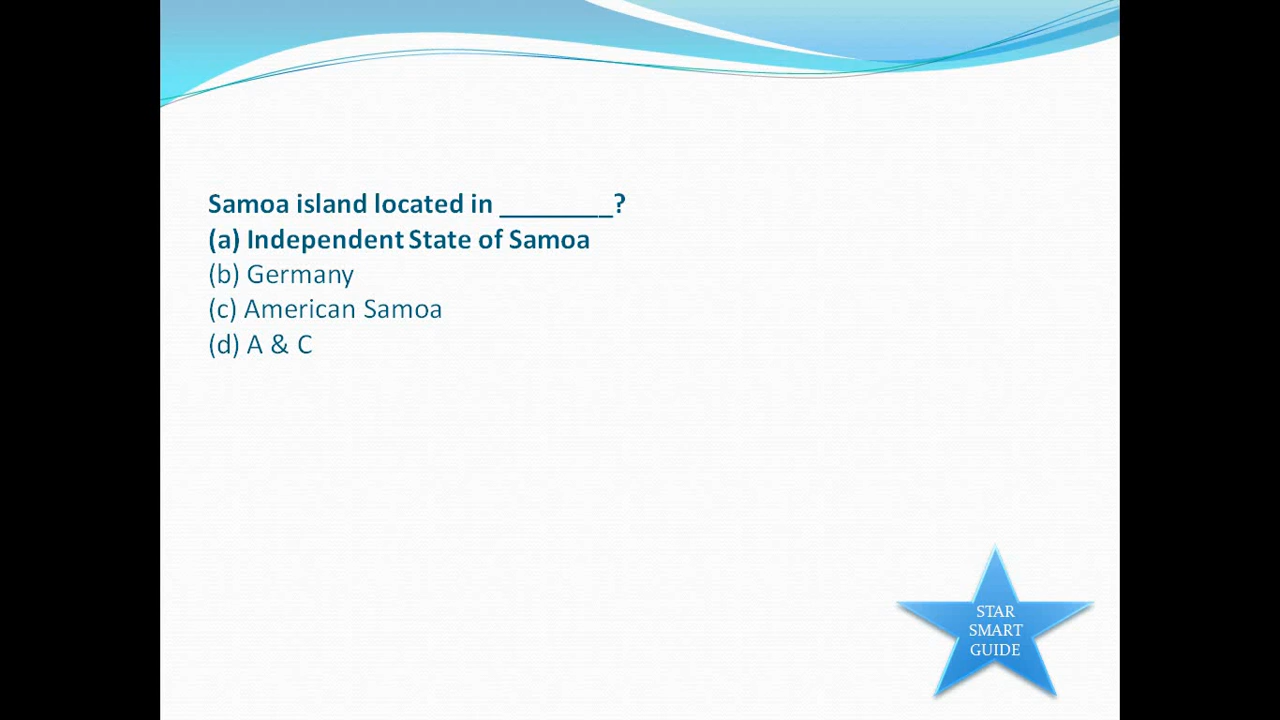 Samoa island located in ________?
(a) Independent State of Samoa
(b) Germany
(c) American Samoa
(d) A & C
STAR
SMART
GUIDE